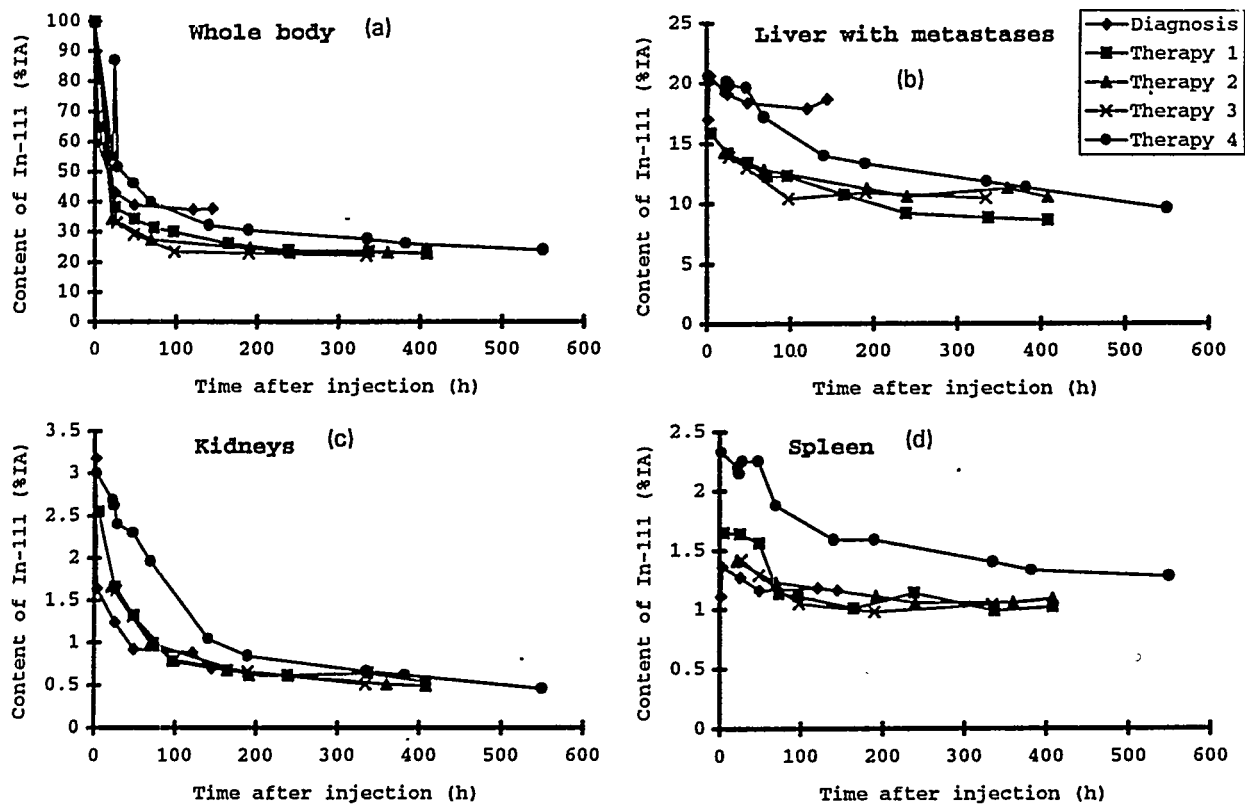 Whole body (a)
Content of In-111 (%IA)
100
90
80
70
60
50
40
30
20
10
0
0 100 200 300 400 500 600
Time after injection (h)
Liver with metastases
(b)
Content of In-111 (%IA)
25
20
15
10
5
0
0 100 200 300 400 500 600
Time after injection (h)
Diagnosis
Therapy 1
Therapy 2
Therapy 3
Therapy 4
Kidneys (c)
Content of In-111 (%IA)
3.5
3
2.5
2
1.5
1
0.5
0
0 100 200 300 400 500 600
Time after injection (h)
Spleen (d)
Content of In-111 (%IA)
2.5
2
1.5
1
0.5
0
0 100 200 300 400 500 600
Time after injection (h)